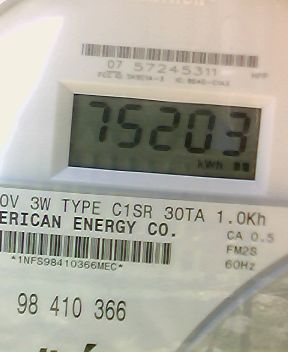 07 57245311
75203
kWh
0V 3W TYPE C1SR 30TA 1.0Kh
ERICAN ENERGY CO.
CA 0.5
FM2S
*1NFS98410366MEC*
60Hz
98 410 366